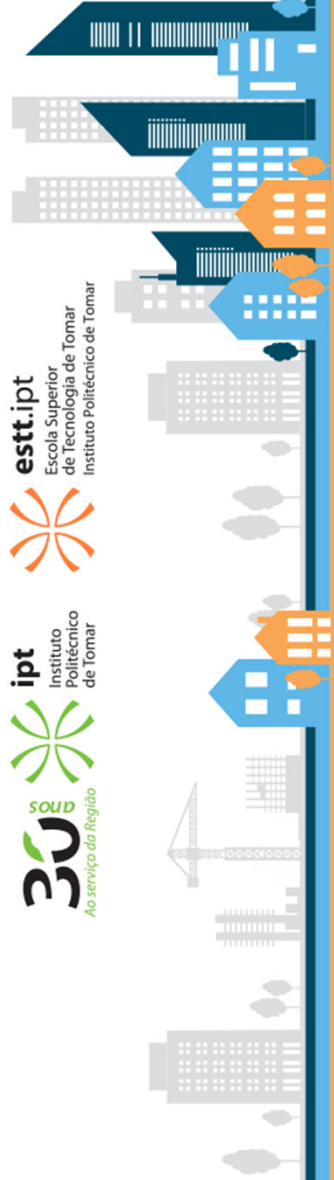 30
anos
Ao serviço da Região
ipt
Instituto
Politécnico
de Tomar
estt.ipt
Escola Superior
de Tecnologia de Tomar
Instituto Politécnico de Tomar